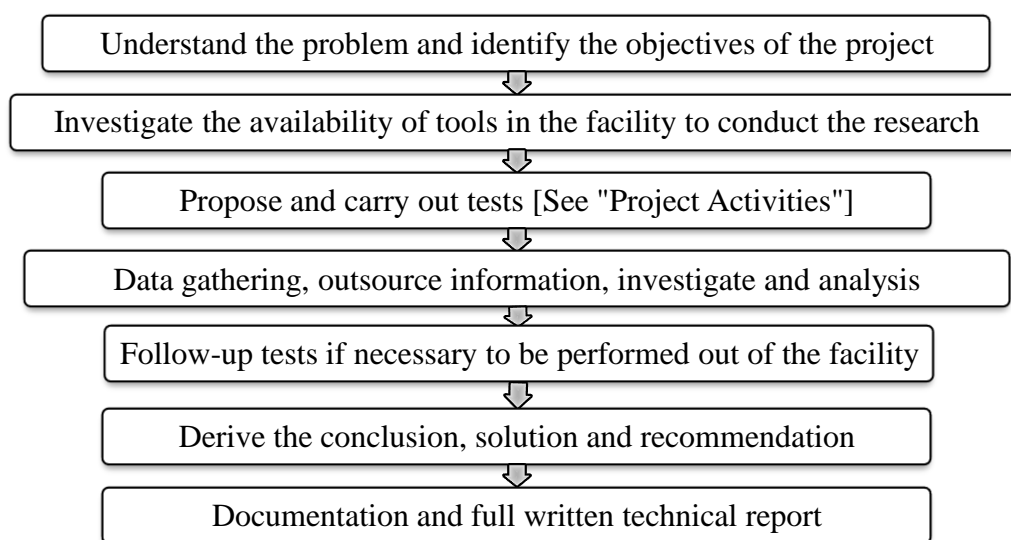 Understand the problem and identify the objectives of the project
Investigate the availability of tools in the facility to conduct the research
Propose and carry out tests [See "Project Activities"]
Data gathering, outsource information, investigate and analysis
Follow-up tests if necessary to be performed out of the facility
Derive the conclusion, solution and recommendation
Documentation and full written technical report